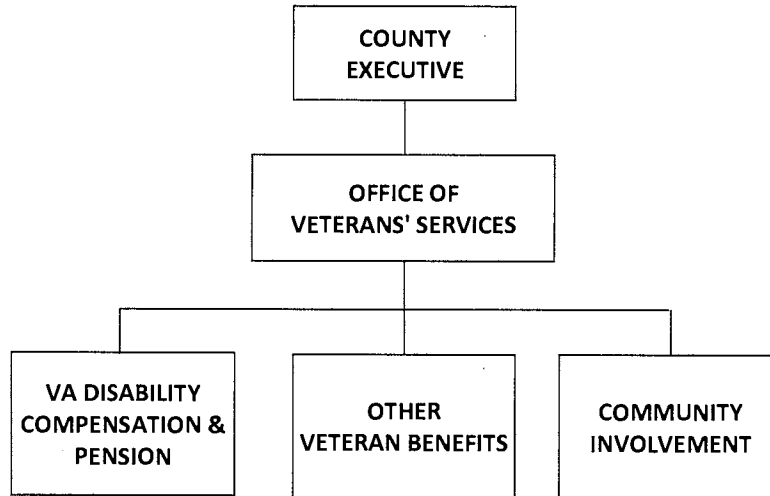 COUNTY
EXECUTIVE
OFFICE OF
VETERANS' SERVICES
VA DISABILITY
COMPENSATION &
PENSION
OTHER
VETERAN BENEFITS
COMMUNITY
INVOLVEMENT